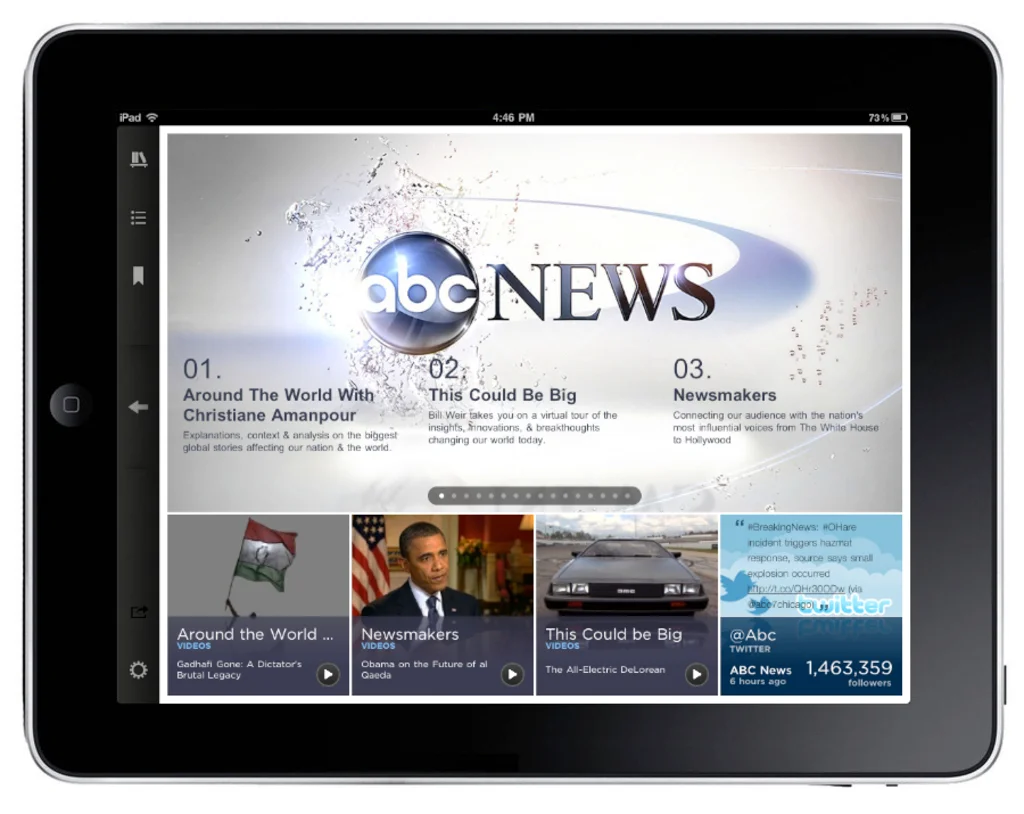 iPad
4:46 PM
73%
abc NEWS
01.
Around The World With
Christiane Amanpour
Explanations, context & analysis on the biggest
global stories affecting our nation & the world.
02.
This Could Be Big
Bill Weir takes you on a virtual tour of the
insights, innovations, & breakthoughts
changing our world today.
03.
Newsmakers
Connecting our audience with the nation's
most influential voices from The White House
to Hollywood
Around the World ...
VIDEOS
Gadhafi Gone: A Dictator's
Brutal Legacy
Newsmakers
VIDEOS
Obama on the Future of al
Qaeda
This Could be Big
VIDEOS
The All-Electric DeLorean
“ #BreakingNews: #OHare
incident triggers hazmat
response, source says small
explosion occurred
(via
twitter
@Abc
TWITTER
ABC News
6 hours ago
1,463,359
followers